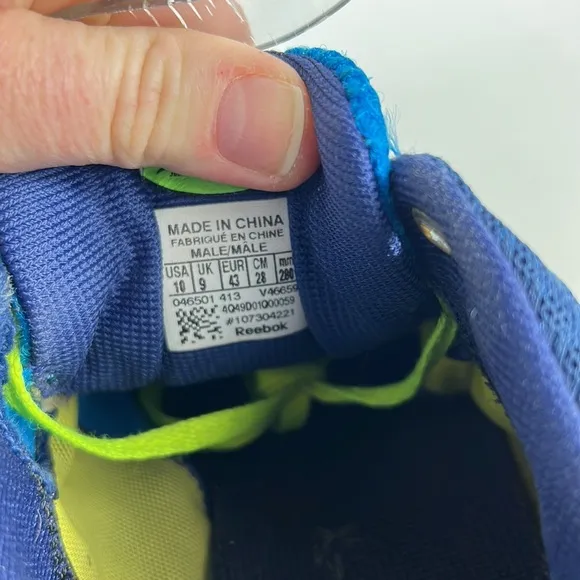 MADE IN CHINA
FABRIQUÉ EN CHINE
MALE/MÂLE
USA UK EUR CM mm
10 9 43 28 280
046501 413 V46659
4Q49D01Q00059
#107304221
Reebok